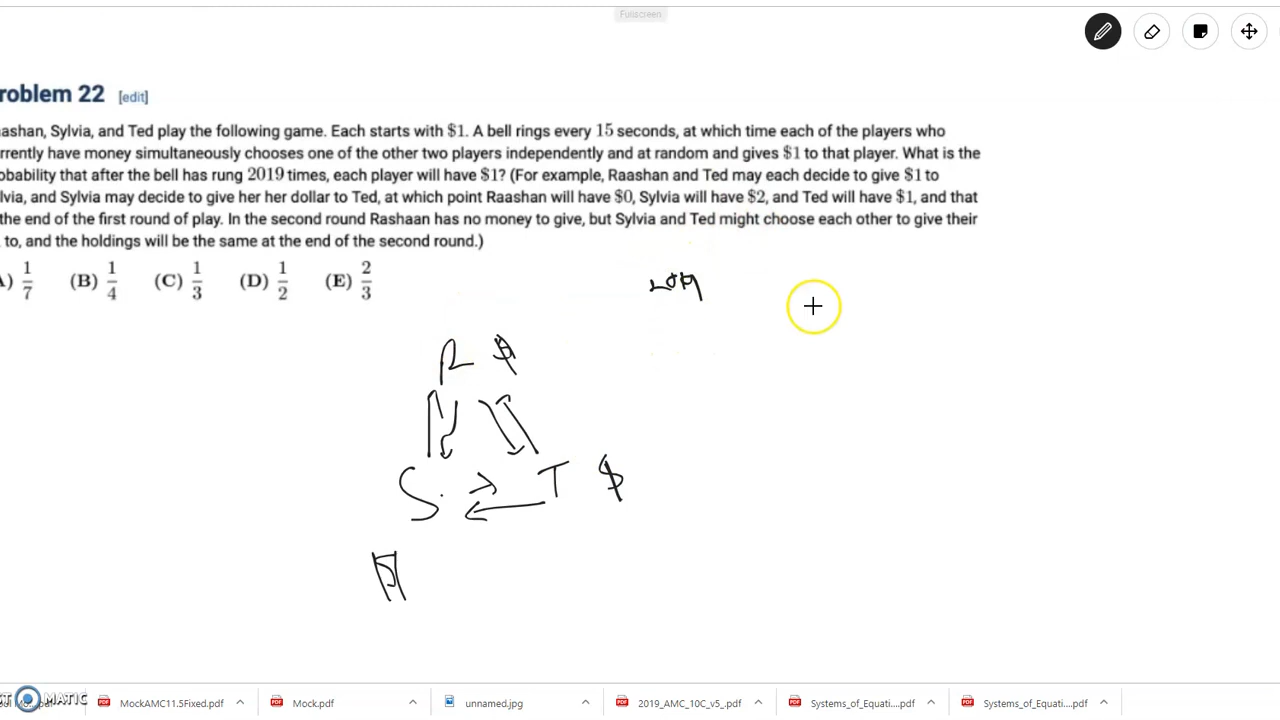 Fullscreen
roblem 22 [edit]
aashan, Sylvia, and Ted play the following game. Each starts with $1. A bell rings every 15 seconds, at which time each of the players who
rrently have money simultaneously chooses one of the other two players independently and at random and gives $1 to that player. What is the
obability that after the bell has rung 2019 times, each player will have $1? (For example, Raashan and Ted may each decide to give $1 to
lvia, and Sylvia may decide to give her her dollar to Ted, at which point Raashan will have $0, Sylvia will have $2, and Ted will have $1, and that
the end of the first round of play. In the second round Rashaan has no money to give, but Sylvia and Ted might choose each other to give their
to, and the holdings will be the same at the end of the second round.)
A) 1/7 (B) 1/4 (C) 1/3 (D) 1/2 (E) 2/3
2019
R $
S T $
MATIC
MockAMC11.5Fixed.pdf
Mock.pdf
unnamed.jpg
2019_AMC_10C_v5_.pdf
Systems_of_Equati....pdf
Systems_of_Equati....pdf